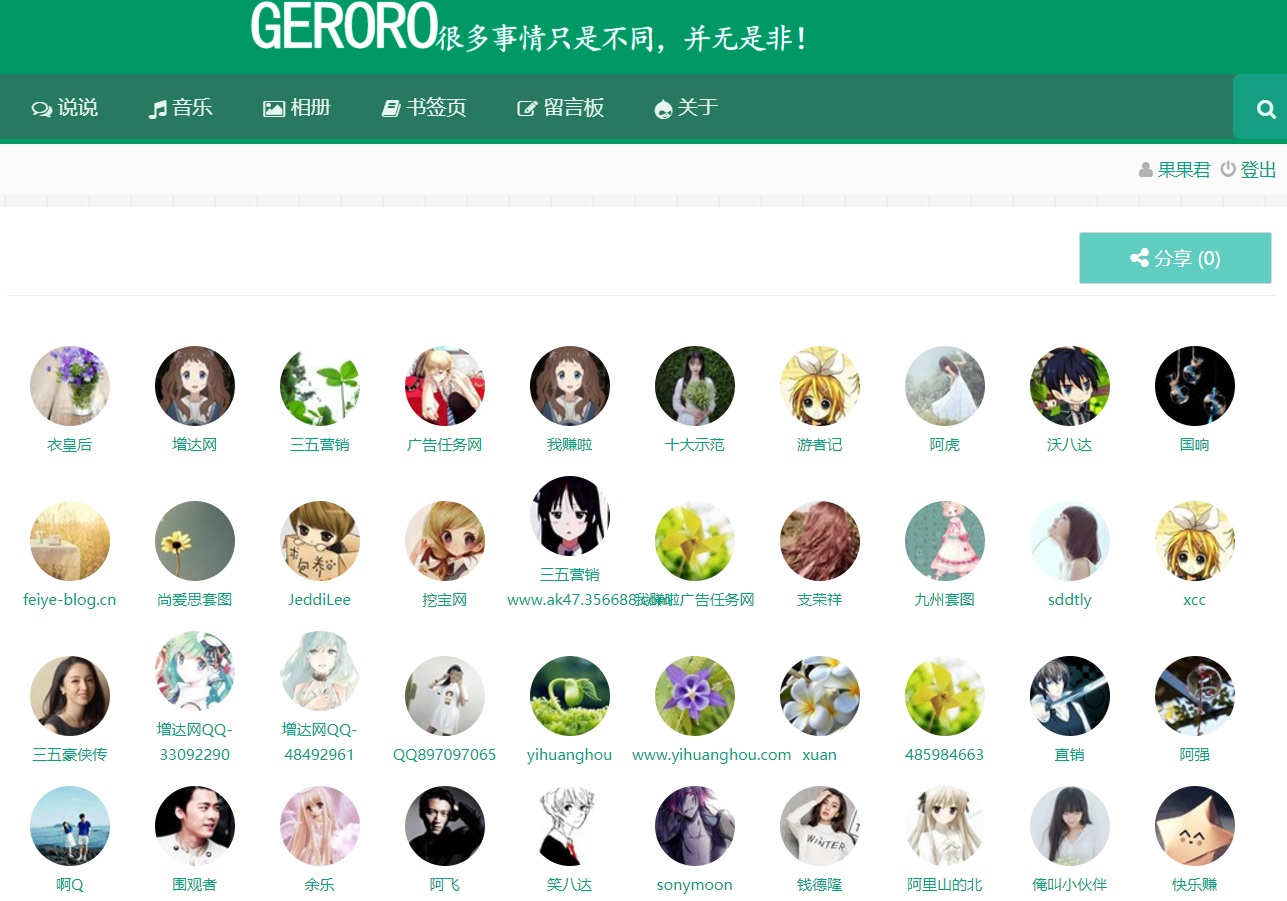 GERORO很多事情只是不同，并无是非！
说说 音乐 相册 书签页 留言板 关于
果果君 登出
分享 (0)
衣皇后 增达网 三五营销 广告任务网 我赚啦 十大示范 游者记 阿虎 沃八达 国响
三五营销
feiye-blog.cn 尚爱思套图 JeddiLee 挖宝网 www.ak47.356688.com 我赚啦广告任务网 支荣祥 九州套图 sddtly xcc
增达网QQ- 增达网QQ-
三五豪侠传 33092290 48492961 QQ897097065 yihuanghou www.yihuanghou.com xuan 485984663 直销 阿强
啊Q 围观者 余乐 阿飞 笑八达 sonymoon 钱德隆 阿里山的北 俺叫小伙伴 快乐赚
WINTER